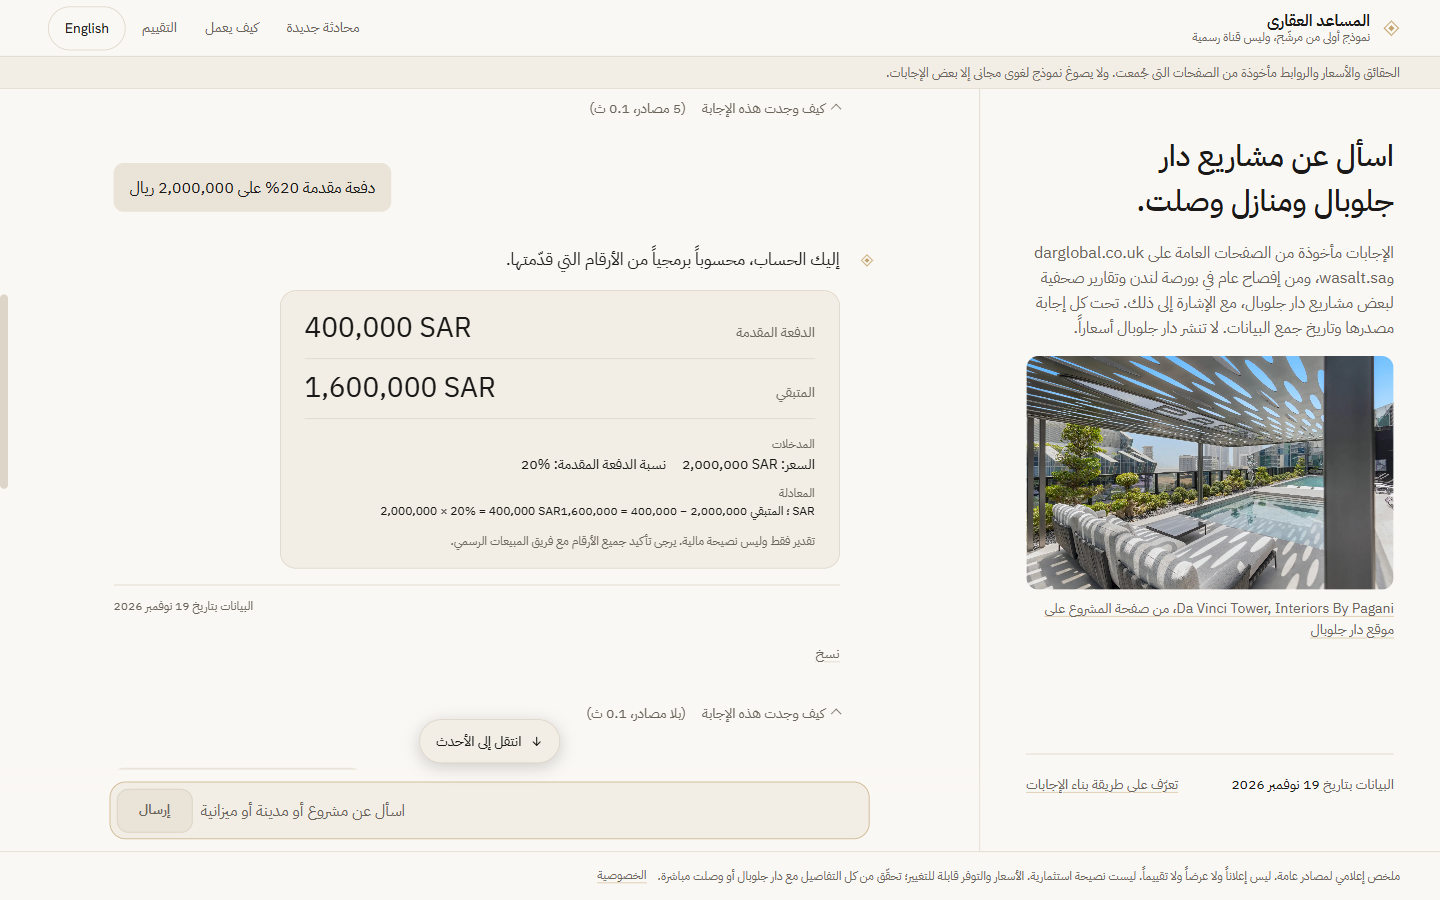 المساعد العقاري
نموذج أولي من مرشّح، وليس قناة رسمية
محادثة جديدة
كيف يعمل
التقييم
English
الحقائق والأسعار والروابط مأخوذة من الصفحات التي جُمعت. ولا يصوغ نموذج لغوي مجاني إلا بعض الإجابات.
اسأل عن مشاريع دار
جلوبال ومنازل وصلت.
الإجابات مأخوذة من الصفحات العامة على darglobal.co.uk
وwasalt.sa، ومن إفصاح عام في بورصة لندن وتقارير صحفية
لبعض مشاريع دار جلوبال، مع الإشارة إلى ذلك. تحت كل إجابة
مصدرها وتاريخ جمع البيانات. لا تنشر دار جلوبال أسعاراً.
Da Vinci Tower, Interiors By Pagani، من صفحة المشروع على
موقع دار جلوبال
البيانات بتاريخ 19 نوفمبر 2026
تعرّف على طريقة بناء الإجابات
كيف وجدت هذه الإجابة (5 مصادر، 0.1 ث)
دفعة مقدمة 20% على 2,000,000 ريال
إليك الحساب، محسوباً برمجياً من الأرقام التي قدّمتها.
الدفعة المقدمة 400,000 SAR
المتبقي 1,600,000 SAR
المدخلات
السعر: 2,000,000 SAR نسبة الدفعة المقدمة: 20%
المعادلة
2,000,000 × 20% = 400,000 SAR؛ المتبقي 2,000,000 − 400,000 = 1,600,000 SAR
تقدير فقط وليس نصيحة مالية. يرجى تأكيد جميع الأرقام مع فريق المبيعات الرسمي.
البيانات بتاريخ 19 نوفمبر 2026
نسخ
كيف وجدت هذه الإجابة (بلا مصادر، 0.1 ث)
انتقل إلى الأحدث
اسأل عن مشروع أو مدينة أو ميزانية
إرسال
ملخص إعلامي لمصادر عامة. ليس إعلاناً ولا عرضاً ولا تقييماً. ليست نصيحة استثمارية. الأسعار والتوفر قابلة للتغيير؛ تحقّق من كل التفاصيل مع دار جلوبال أو وصلت مباشرة. الخصوصية